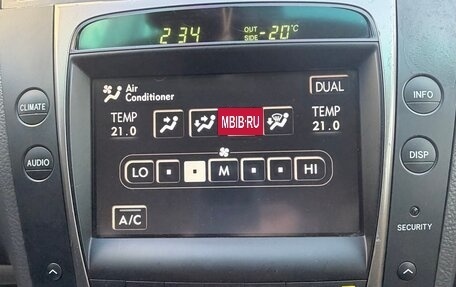 2 34 OUT SIDE -20°C
Air Conditioner DUAL
CLIMATE INFO
TEMP 21.0 MBIB.RU TEMP 21.0
AUDIO DISP
LO M HI
A/C SECURITY